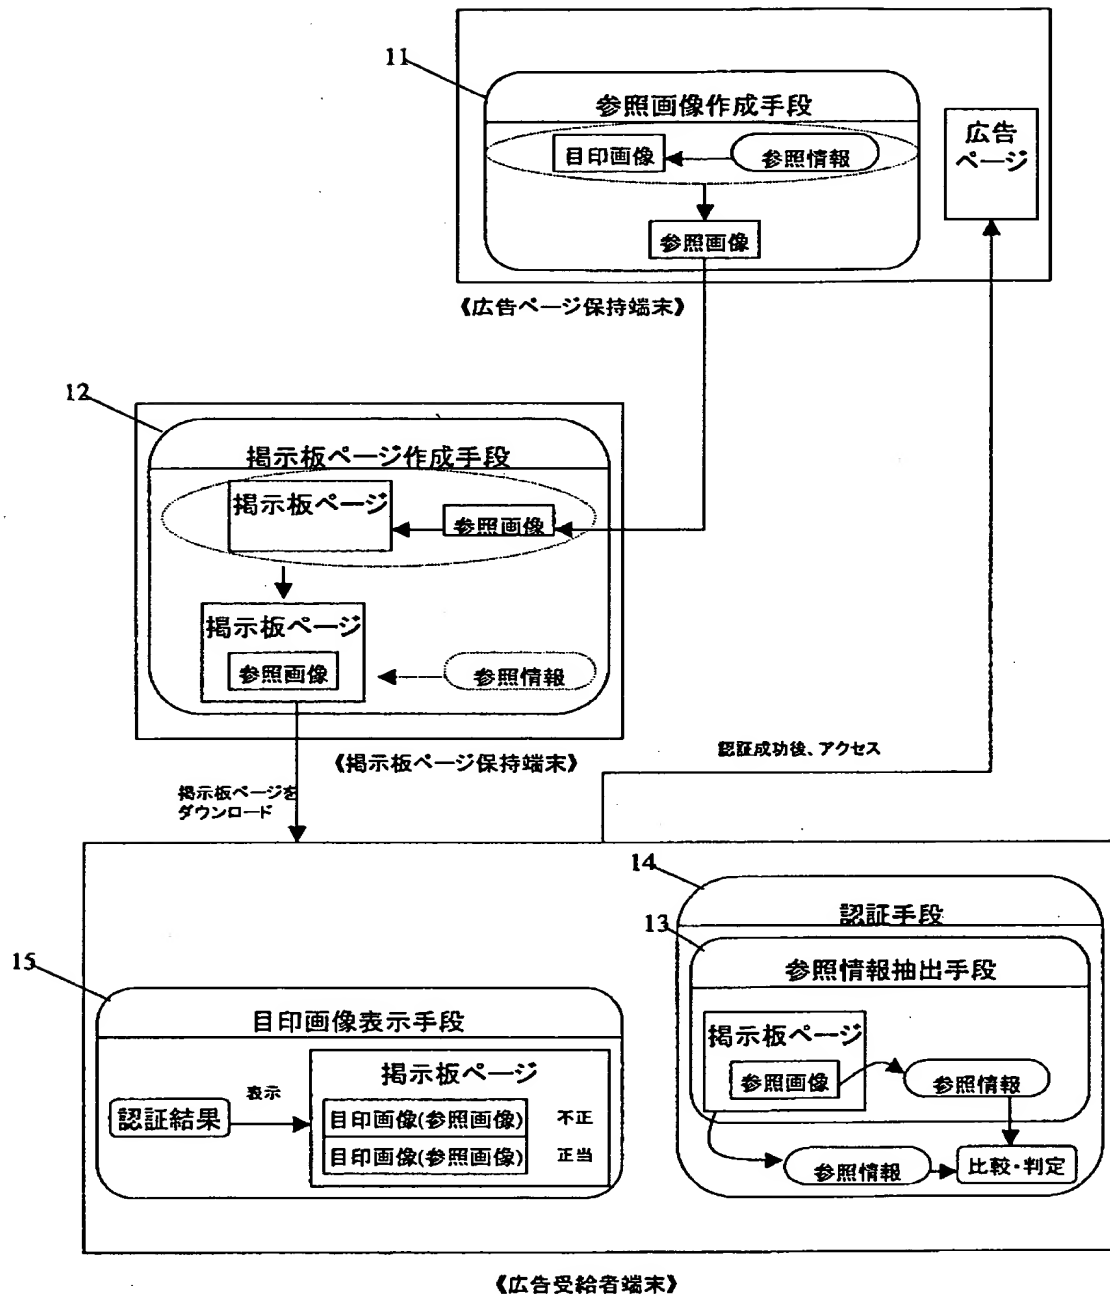 11
参照画像作成手段
目印画像
参照情報
参照画像
広告
ページ
《広告ページ保持端末》
12
掲示板ページ作成手段
掲示板ページ
参照画像
掲示板ページ
参照画像
参照情報
《掲示板ページ保持端末》
掲示板ページを
ダウンロード
認証成功後、アクセス
14
認証手段
13
参照情報抽出手段
掲示板ページ
参照画像
参照情報
参照情報
比較・判定
15
目印画像表示手段
認証結果
表示
掲示板ページ
目印画像(参照画像) 不正
目印画像(参照画像) 正当
《広告受給者端末》